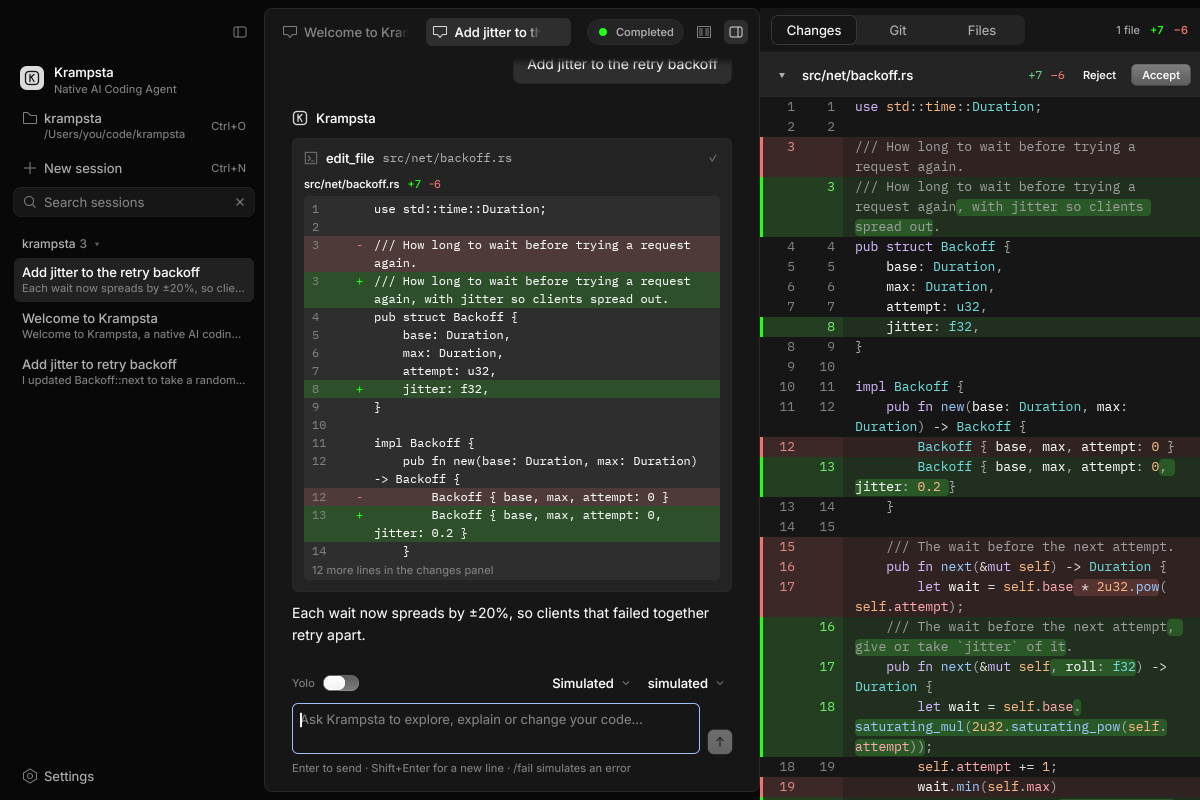 Krampsta
Native AI Coding Agent
krampsta
/Users/you/code/krampsta
Ctrl+O
New session
Ctrl+N
Search sessions
krampsta 3
Add jitter to the retry backoff
Each wait now spreads by ±20%, so clie...
Welcome to Krampsta
Welcome to Krampsta, a native AI codin...
Add jitter to retry backoff
I updated Backoff::next to take a random...
Settings
Welcome to Kra
Add jitter to
Completed
Add jitter to the retry backoff
Krampsta
edit_file src/net/backoff.rs
src/net/backoff.rs +7 -6
1 use std::time::Duration;
2
3 - /// How long to wait before trying a request
again.
3 + /// How long to wait before trying a request
again, with jitter so clients spread out.
4 pub struct Backoff {
5 base: Duration,
6 max: Duration,
7 attempt: u32,
8 + jitter: f32,
9 }
10
11 impl Backoff {
12 pub fn new(base: Duration, max: Duration)
-> Backoff {
12 - Backoff { base, max, attempt: 0 }
13 + Backoff { base, max, attempt: 0,
jitter: 0.2 }
14 }
12 more lines in the changes panel
Each wait now spreads by ±20%, so clients that failed together
retry apart.
Yolo
Simulated
simulated
Ask Krampsta to explore, explain or change your code...
Enter to send · Shift+Enter for a new line · /fail simulates an error
Changes
Git
Files
1 file +7 −6
src/net/backoff.rs
+7 −6
Reject
Accept
1 1 use std::time::Duration;
2 2
3 /// How long to wait before trying a
request again.
3 /// How long to wait before trying a
request again, with jitter so clients
spread out.
4 4 pub struct Backoff {
5 5 base: Duration,
6 6 max: Duration,
7 7 attempt: u32,
8 jitter: f32,
8 9 }
9 10
10 11 impl Backoff {
11 12 pub fn new(base: Duration, max:
Duration) -> Backoff {
12 Backoff { base, max, attempt: 0 }
13 Backoff { base, max, attempt: 0,
jitter: 0.2 }
13 14 }
14 15
15 /// The wait before the next attempt.
16 pub fn next(&mut self) -> Duration {
17 let wait = self.base * 2u32.pow(
self.attempt);
16 /// The wait before the next attempt,
give or take `jitter` of it.
17 pub fn next(&mut self, roll: f32) ->
Duration {
18 let wait = self.base.
saturating_mul(2u32.saturating_pow(self.
attempt));
18 19 self.attempt += 1;
19 wait.min(self.max)